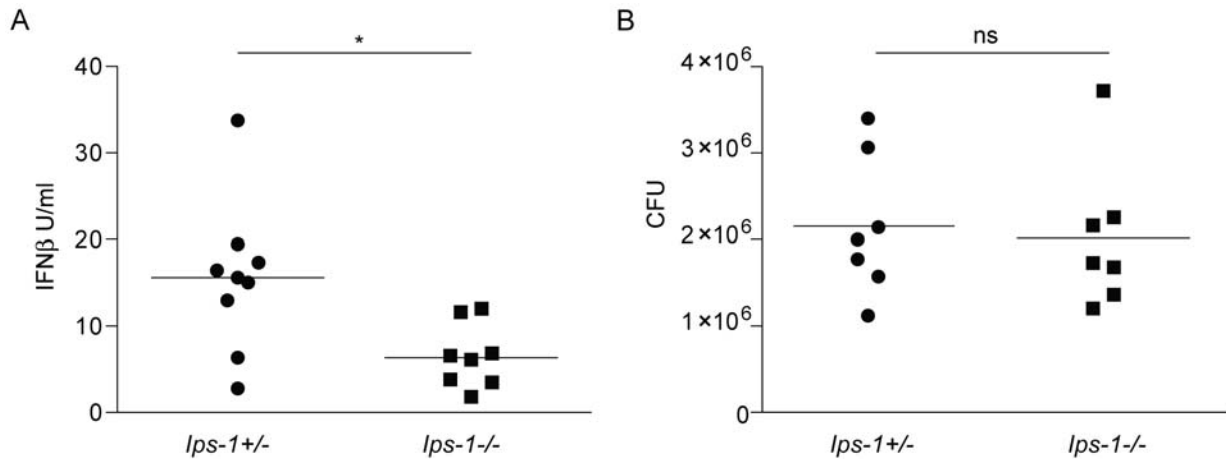 A
*
40
30
20
10
0
IFNβ U/ml
Ips-1+/-
Ips-1-/-
B
ns
4×10⁶
3×10⁶
2×10⁶
1×10⁶
0
CFU
Ips-1+/-
Ips-1-/-